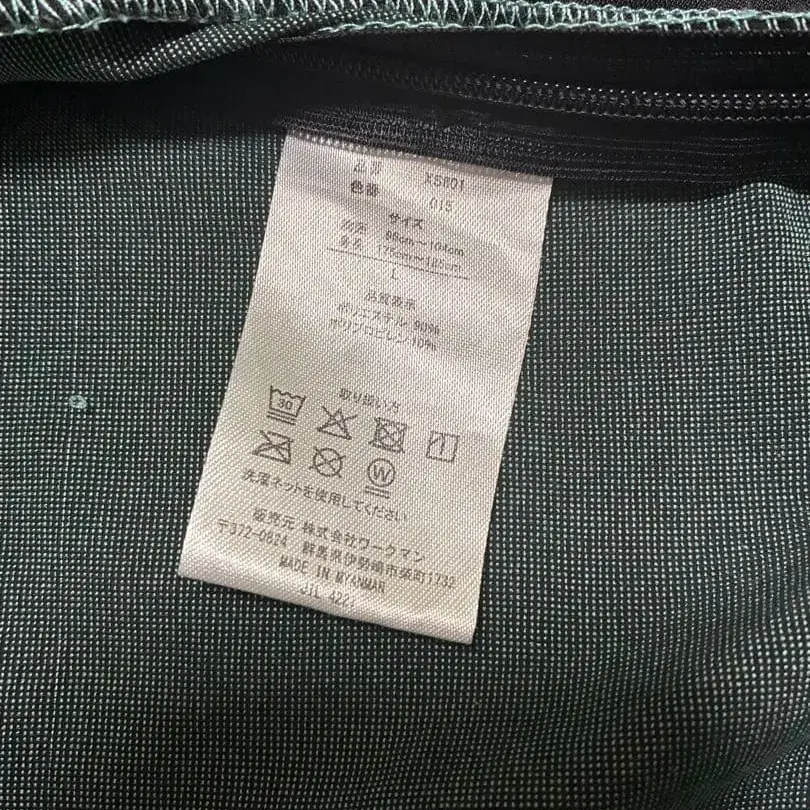 品番 XS601
色番 015
サイズ
胸囲 96cm～104cm
身長 175cm～185cm
L
品質表示
ポリエステル 90%
ポリプロピレン 10%
取り扱い方
30
W
洗濯ネットを使用してください
販売元 株式会社ワークマン
〒372-0824 群馬県伊勢崎市柴町1732
MADE IN MYANMAR